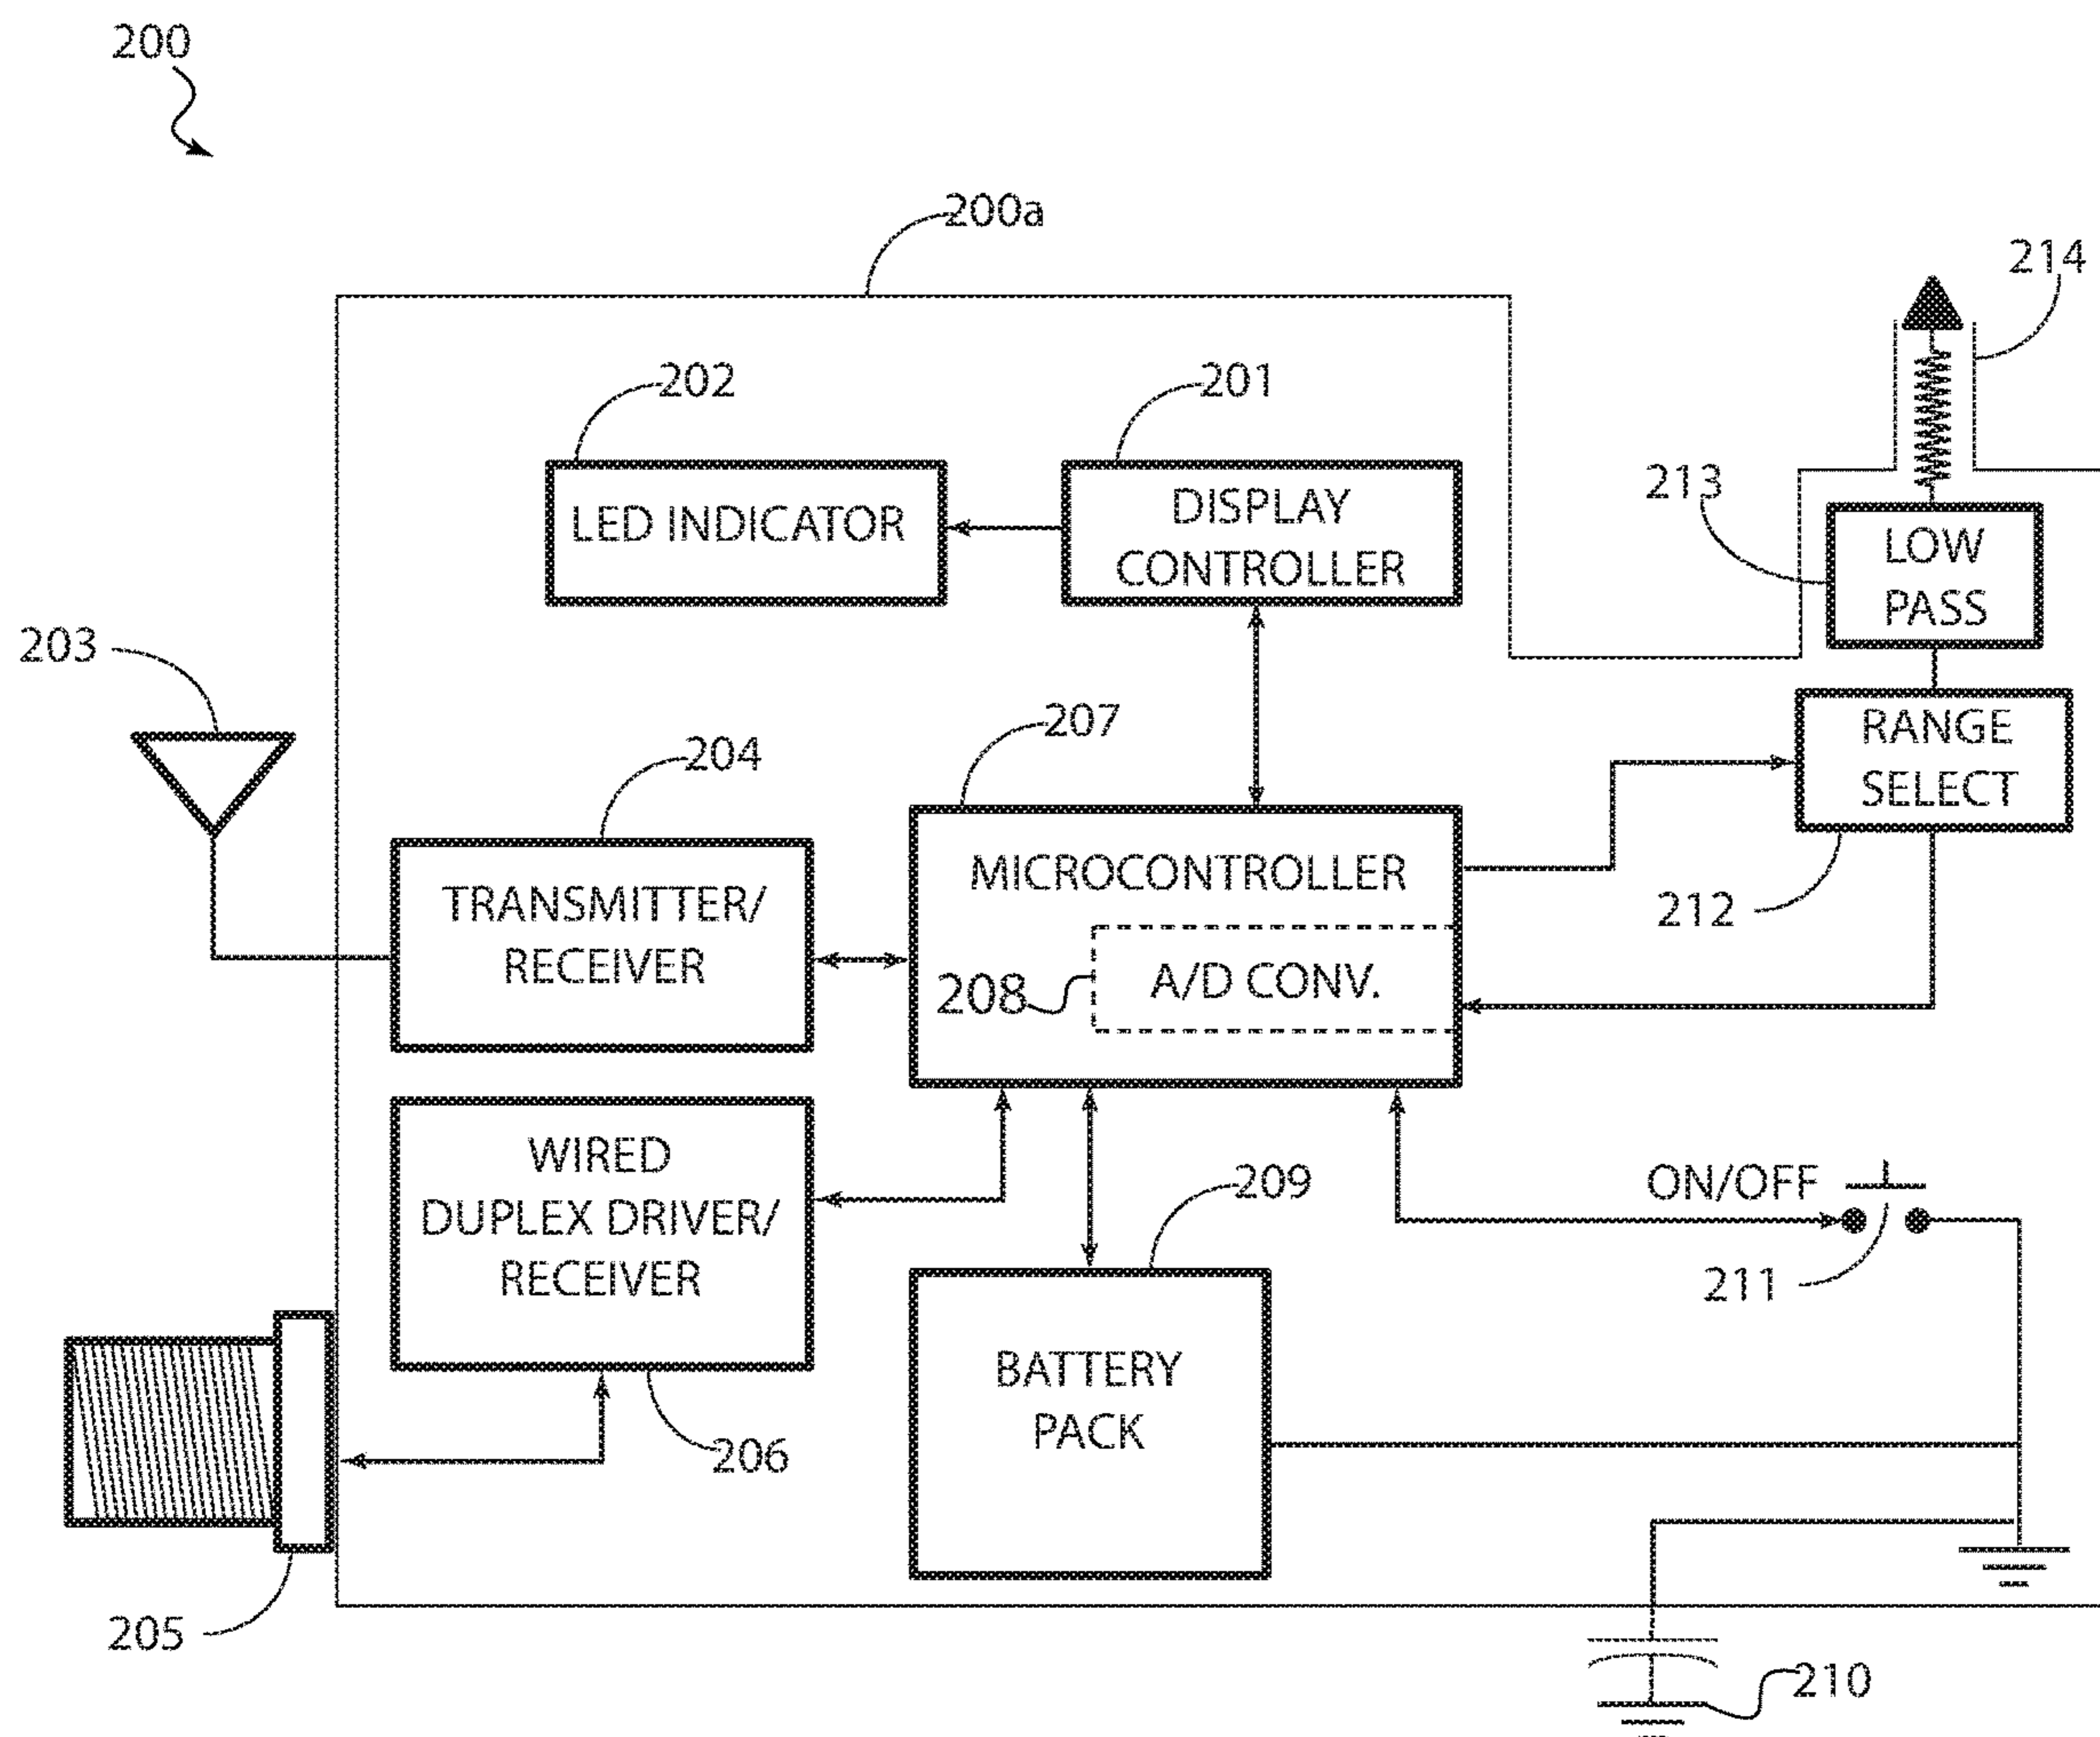 200
200a
214
202
201
LED INDICATOR
DISPLAY
CONTROLLER
213
LOW
PASS
203
204
207
RANGE
SELECT
212
TRANSMITTER/
RECEIVER
MICROCONTROLLER
208
A/D CONV.
WIRED
DUPLEX DRIVER/
RECEIVER
209
ON/OFF
211
BATTERY
PACK
206
205
210